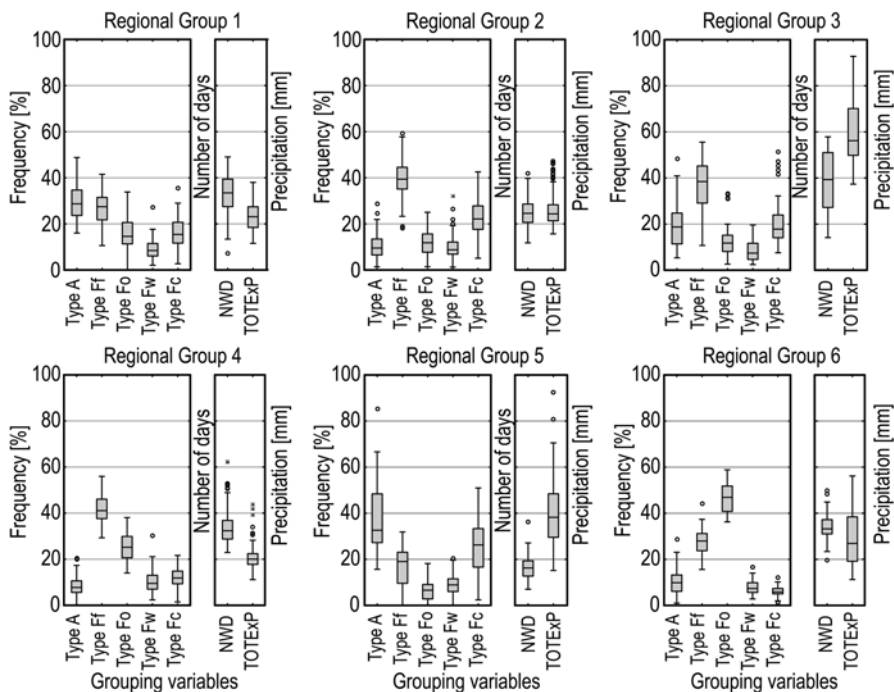 Regional Group 1
Frequency [%]
100
80
60
40
20
0
Type A
Type Ff
Type Fo
Type Fw
Type Fc
Number of days
NWD
TOTExP
Precipitation [mm]
Regional Group 2
Frequency [%]
100
80
60
40
20
0
Type A
Type Ff
Type Fo
Type Fw
Type Fc
Number of days
NWD
TOTExP
Precipitation [mm]
Regional Group 3
Frequency [%]
100
80
60
40
20
0
Type A
Type Ff
Type Fo
Type Fw
Type Fc
Number of days
NWD
TOTExP
Precipitation [mm]
Regional Group 4
Frequency [%]
100
80
60
40
20
0
Type A
Type Ff
Type Fo
Type Fw
Type Fc
Number of days
NWD
TOTExP
Precipitation [mm]
Grouping variables
Regional Group 5
Frequency [%]
100
80
60
40
20
0
Type A
Type Ff
Type Fo
Type Fw
Type Fc
Number of days
NWD
TOTExP
Precipitation [mm]
Grouping variables
Regional Group 6
Frequency [%]
100
80
60
40
20
0
Type A
Type Ff
Type Fo
Type Fw
Type Fc
Number of days
NWD
TOTExP
Precipitation [mm]
Grouping variables